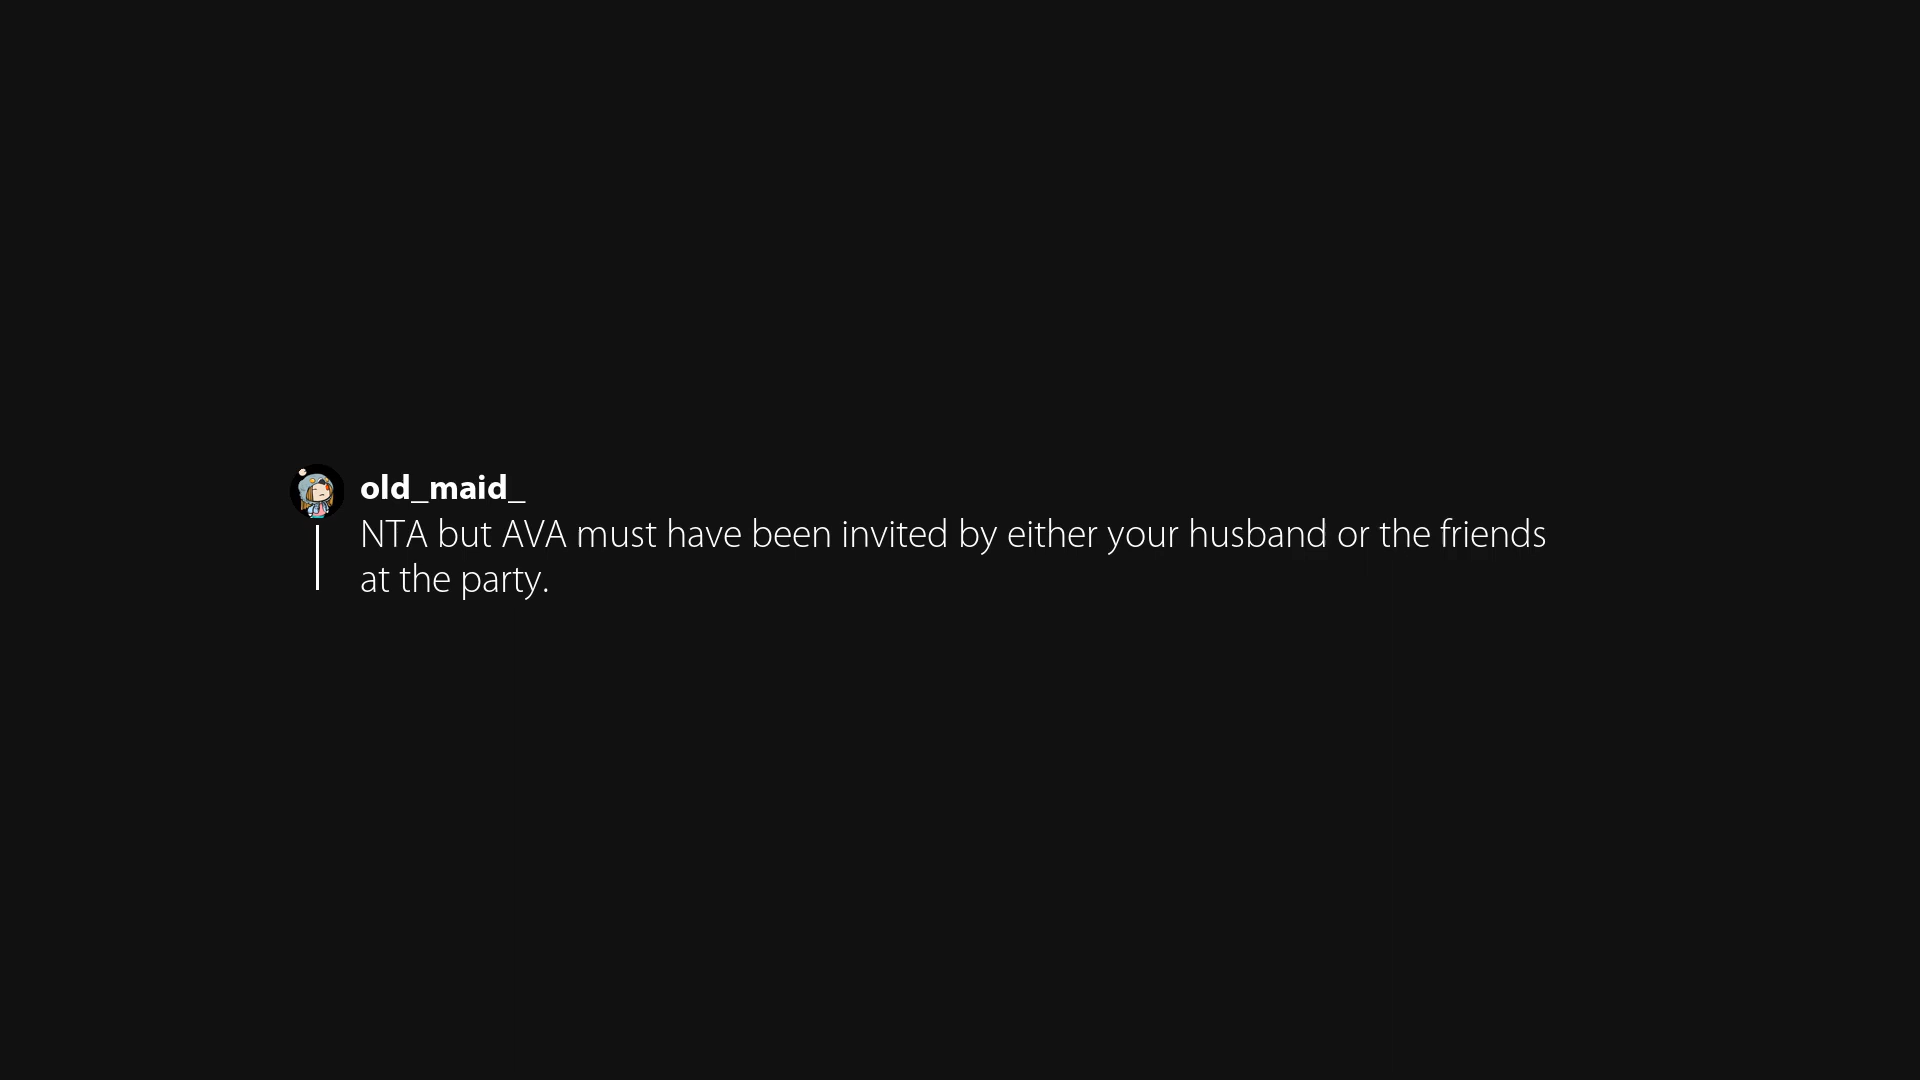 old_maid_
NTA but AVA must have been invited by either your husband or the friends
at the party.